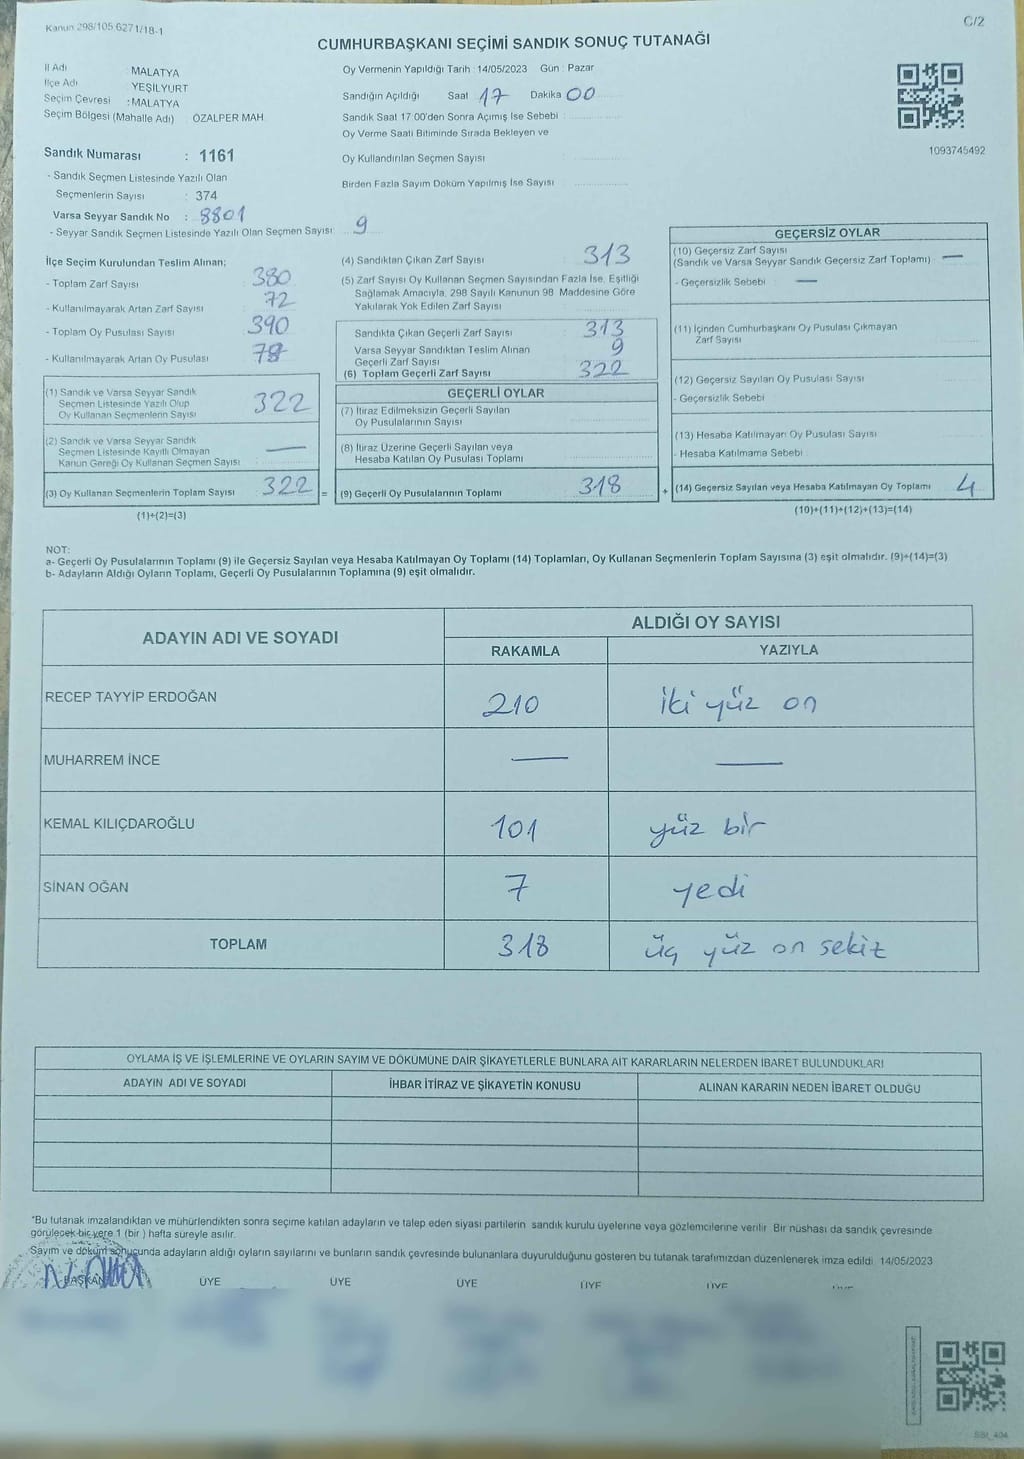 Kanun 298/105 6271/18-1
C/2
CUMHURBAŞKANI SEÇİMİ SANDIK SONUÇ TUTANAĞI
İl Adı MALATYA
İlçe Adı YEŞİLYURT
Seçim Çevresi : MALATYA
Seçim Bölgesi (Mahalle Adı) : ÖZALPER MAH.
Sandık Numarası : 1161
- Sandık Seçmen Listesinde Yazılı Olan
Seçmenlerin Sayısı : 374
Varsa Seyyar Sandık No : 8801
- Seyyar Sandık Seçmen Listesinde Yazılı Olan Seçmen Sayısı 9
Oy Vermenin Yapıldığı Tarih : 14/05/2023 Gün : Pazar
Sandığın Açıldığı Saat 17 Dakika 00
Sandık Saat 17 00'den Sonra Açımış İse Sebebi :
Oy Verme Saati Bitiminde Sırada Bekleyen ve
Oy Kullandırılan Seçmen Sayısı
Birden Fazla Sayım Döküm Yapılmış İse Sayısı
1093745492
İlçe Seçim Kurulundan Teslim Alınan;
- Toplam Zarf Sayısı : 380
- Kullanılmayarak Artan Zarf Sayısı : 72
- Toplam Oy Pusulası Sayısı : 390
- Kullanılmayarak Artan Oy Pusulası
(1) Sandık ve Varsa Seyyar Sandık
Seçmen Listesinde Yazılı Olup
Oy Kullanan Seçmenlerin Sayısı 322
(2) Sandık ve Varsa Seyyar Sandık
Seçmen Listesinde Kayıtlı Olmayan
Kanun Gereği Oy Kullanan Seçmen Sayısı —
(3) Oy Kullanan Seçmenlerin Toplam Sayısı 322 =
(1)+(2)=(3)
(4) Sandıktan Çıkan Zarf Sayısı 313
(5) Zarf Sayısı Oy Kullanan Seçmen Sayısından Fazla İse, Eşitliği
Sağlamak Amacıyla, 298 Sayılı Kanunun 98 Maddesine Göre
Yakılarak Yok Edilen Zarf Sayısı
Sandıkta Çıkan Geçerli Zarf Sayısı 313
Varsa Seyyar Sandıktan Teslim Alınan
Geçerli Zarf Sayısı 9
(6) Toplam Geçerli Zarf Sayısı 322
GEÇERLİ OYLAR
(7) İtiraz Edilmeksizin Geçerli Sayılan
Oy Pusulalarının Sayısı
(8) İtiraz Üzerine Geçerli Sayılan veya
Hesaba Katılan Oy Pusulası Toplamı
(9) Geçerli Oy Pusulalarının Toplamı 318 +
GEÇERSİZ OYLAR
(10) Geçersiz Zarf Sayısı
(Sandık ve Varsa Seyyar Sandık Geçersiz Zarf Toplamı) —
- Geçersizlik Sebebi : —
(11) İçinden Cumhurbaşkanı Oy Pusulası Çıkmayan
Zarf Sayısı
(12) Geçersiz Sayılan Oy Pusulası Sayısı
- Geçersizlik Sebebi
(13) Hesaba Katılmayan Oy Pusulası Sayısı
- Hesaba Katılmama Sebebi
(14) Geçersiz Sayılan veya Hesaba Katılmayan Oy Toplamı 4
(10)+(11)+(12)+(13)=(14)
NOT:
a- Geçerli Oy Pusulalarının Toplamı (9) ile Geçersiz Sayılan veya Hesaba Katılmayan Oy Toplamı (14) Toplamları, Oy Kullanan Seçmenlerin Toplam Sayısına (3) eşit olmalıdır. (9)+(14)=(3)
b- Adayların Aldığı Oyların Toplamı, Geçerli Oy Pusulalarının Toplamına (9) eşit olmalıdır.
ADAYIN ADI VE SOYADI ALDIĞI OY SAYISI
RAKAMLA YAZIYLA
RECEP TAYYİP ERDOĞAN 210 İki yüz on
MUHARREM İNCE — —
KEMAL KILIÇDAROĞLU 101 yüz bir
SİNAN OĞAN 7 yedi
TOPLAM 318 üç yüz on sekiz
OYLAMA İŞ VE İŞLEMLERİNE VE OYLARIN SAYIM VE DÖKÜMÜNE DAİR ŞİKAYETLERLE BUNLARA AİT KARARLARIN NELERDEN İBARET BULUNDUKLARI
ADAYIN ADI VE SOYADI İHBAR İTİRAZ VE ŞİKAYETİN KONUSU ALINAN KARARIN NEDEN İBARET OLDUĞU
*Bu tutanak imzalandıktan ve mühürlendikten sonra seçime katılan adayların ve talep eden siyasi partilerin sandık kurulu üyelerine veya gözlemcilerine verilir. Bir nüshası da sandık çevresinde
görülecek bir yere 1 (bir ) hafta süreyle asılır.
Sayım ve döküm sonucunda adayların aldığı oyların sayılarını ve bunların sandık çevresinde bulunanlara duyurulduğunu gösteren bu tutanak tarafımızdan düzenlenerek imza edildi. 14/05/2023
BAŞKAN ÜYE ÜYE ÜYE ÜYE ÜYE